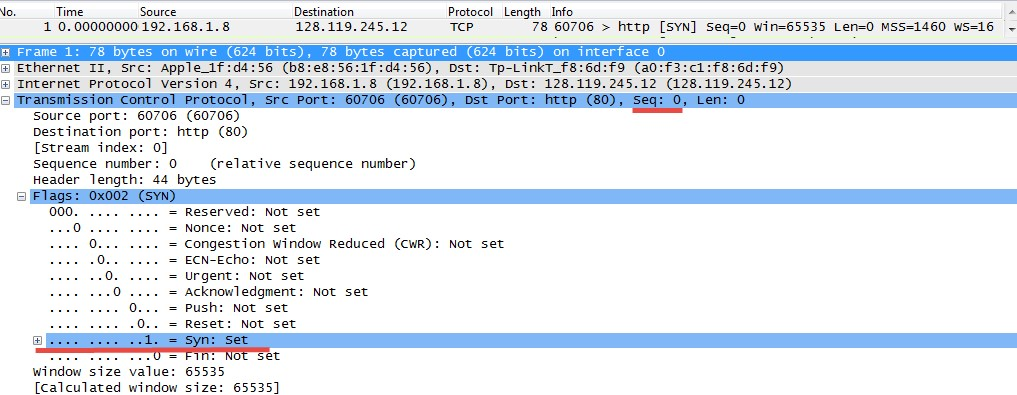 No. Time Source Destination Protocol Length Info
1 0.00000000 192.168.1.8 128.119.245.12 TCP 78 60706 > http [SYN] Seq=0 Win=65535 Len=0 MSS=1460 WS=16
Frame 1: 78 bytes on wire (624 bits), 78 bytes captured (624 bits) on interface 0
Ethernet II, Src: Apple_1f:d4:56 (b8:e8:56:1f:d4:56), Dst: Tp-LinkT_f8:6d:f9 (a0:f3:c1:f8:6d:f9)
Internet Protocol Version 4, Src: 192.168.1.8 (192.168.1.8), Dst: 128.119.245.12 (128.119.245.12)
Transmission Control Protocol, Src Port: 60706 (60706), Dst Port: http (80), Seq: 0, Len: 0
Source port: 60706 (60706)
Destination port: http (80)
[Stream index: 0]
Sequence number: 0 (relative sequence number)
Header length: 44 bytes
Flags: 0x002 (SYN)
000. .... .... = Reserved: Not set
...0 .... .... = Nonce: Not set
.... 0... .... = Congestion Window Reduced (CWR): Not set
.... .0.. .... = ECN-Echo: Not set
.... ..0. .... = Urgent: Not set
.... ...0 .... = Acknowledgment: Not set
.... .... 0... = Push: Not set
.... .... .0.. = Reset: Not set
.... .... ..1. = Syn: Set
.... .... ...0 = Fin: Not set
Window size value: 65535
[Calculated window size: 65535]